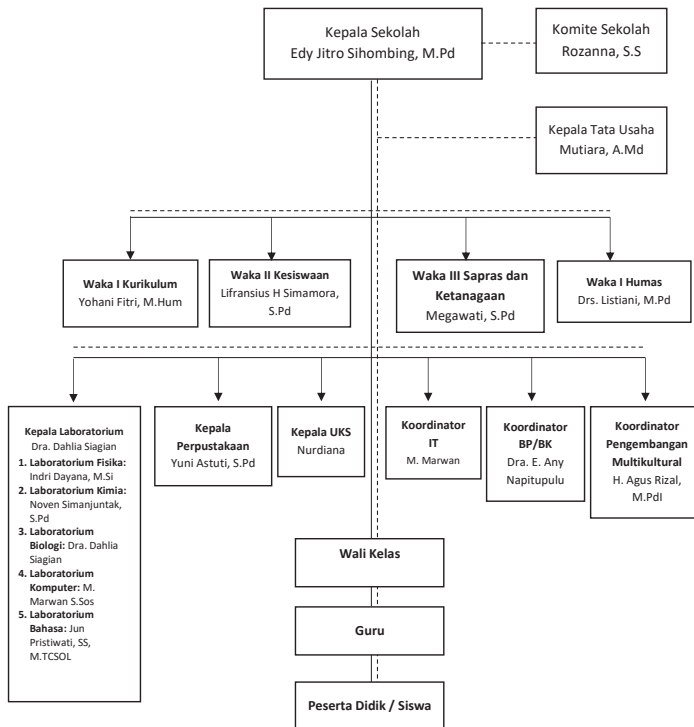 Kepala Sekolah
Edy Jitro Sihombing, M.Pd
Komite Sekolah
Rozanna, S.S
Kepala Tata Usaha
Mutiara, A.Md
Waka I Kurikulum
Yohani Fitri, M.Hum
Waka II Kesiswaan
Lifransius H Simamora,
S.Pd
Waka III Sapras dan
Ketanagaan
Megawati, S.Pd
Waka I Humas
Drs. Listiani, M.Pd
Kepala Laboratorium
Dra. Dahlia Siagian
1. Laboratorium Fisika:
Indri Dayana, M.Si
2. Laboratorium Kimia:
Noven Simanjuntak,
S.Pd
3. Laboratorium
Biologi: Dra. Dahlia
Siagian
4. Laboratorium
Komputer: M.
Marwan S.Sos
5. Laboratorium
Bahasa: Jun
Pristiwati, SS,
M.TCSOL
Kepala
Perpustakaan
Yuni Astuti, S.Pd
Kepala UKS
Nurdiana
Koordinator
IT
M. Marwan
Koordinator
BP/BK
Dra. E. Any
Napitupulu
Koordinator
Pengembangan
Multikultural
H. Agus Rizal,
M.PdI
Wali Kelas
Guru
Peserta Didik / Siswa